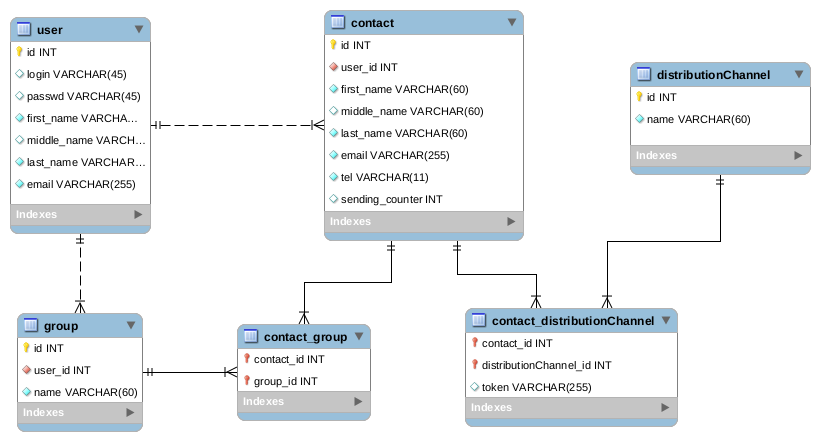 user
id INT
login VARCHAR(45)
passwd VARCHAR(45)
first_name VARCHA...
middle_name VARCH...
last_name VARCHAR...
email VARCHAR(255)
Indexes
contact
id INT
user_id INT
first_name VARCHAR(60)
middle_name VARCHAR(60)
last_name VARCHAR(60)
email VARCHAR(255)
tel VARCHAR(11)
sending_counter INT
Indexes
distributionChannel
id INT
name VARCHAR(60)
Indexes
group
id INT
user_id INT
name VARCHAR(60)
Indexes
contact_group
contact_id INT
group_id INT
Indexes
contact_distributionChannel
contact_id INT
distributionChannel_id INT
token VARCHAR(255)
Indexes